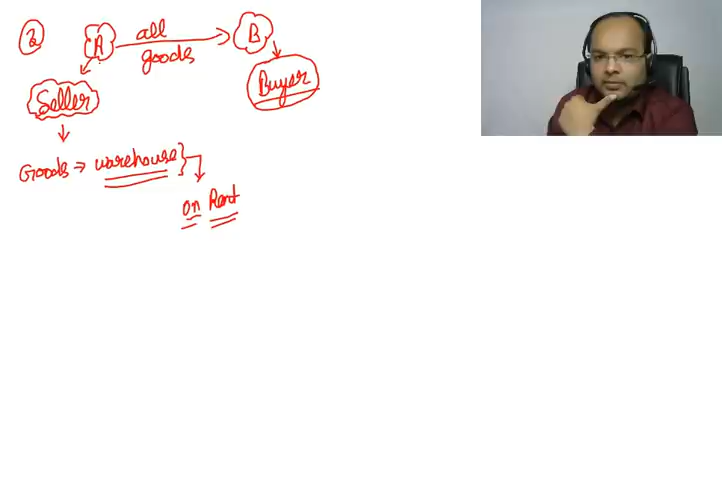 2 A all B
goods
Seller Buyer
Goods ⇒ warehouse
on Rent